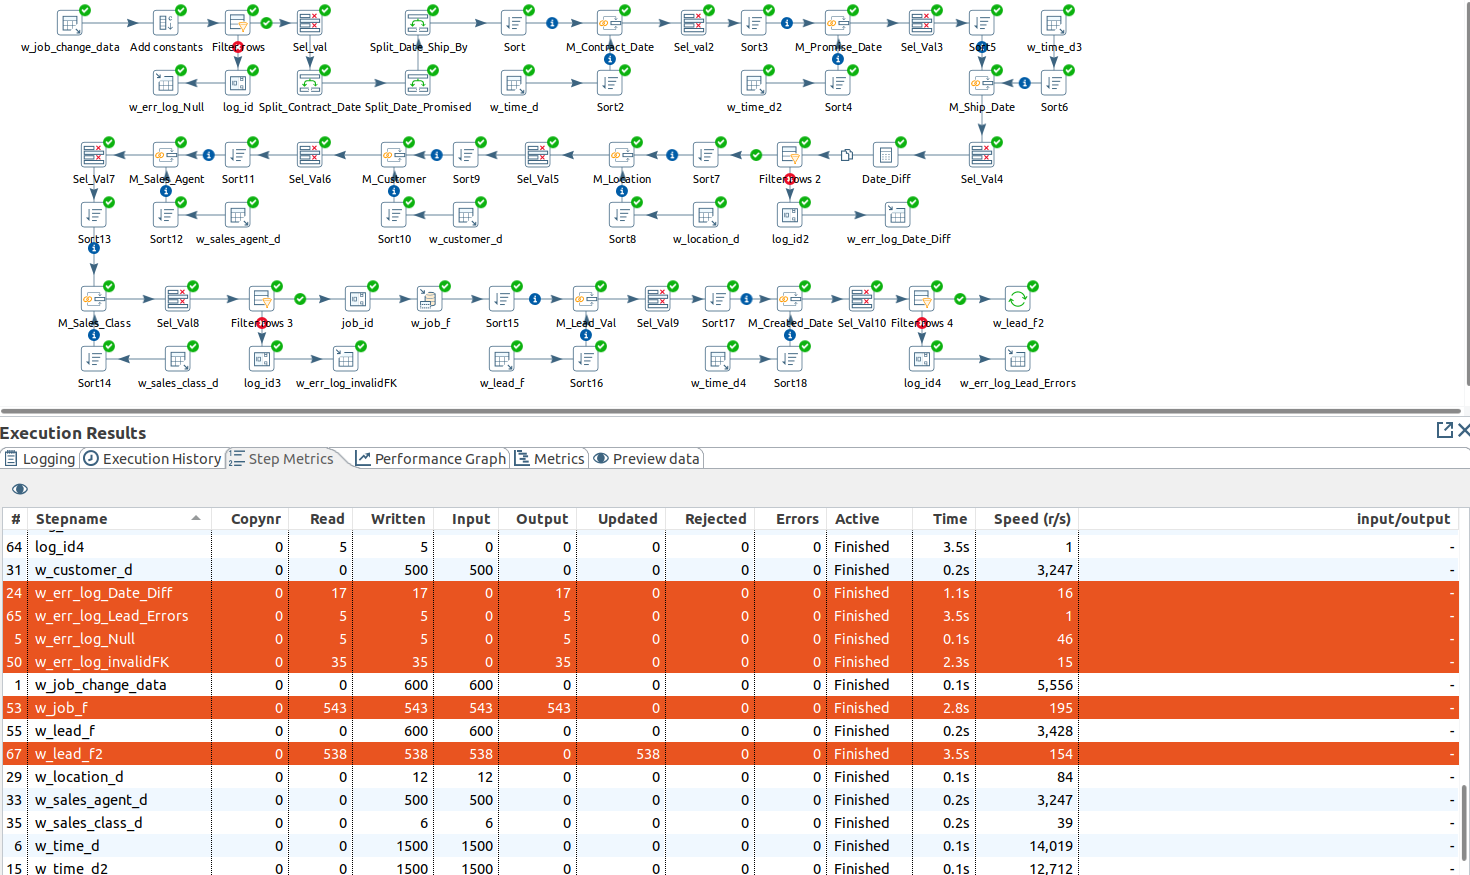 w_job_change_data Add constants Filter rows Sel_val Split_Date_Ship_By Sort M_Contract_Date Sel_val2 Sort3 M_Promise_Date Sel_Val3 Sort5 w_time_d3
w_err_log_Null log_id Split_Contract_Date Split_Date_Promised w_time_d Sort2 w_time_d2 Sort4 M_Ship_Date Sort6
Sel_Val7 M_Sales_Agent Sort11 Sel_Val6 M_Customer Sort9 Sel_Val5 M_Location Sort7 Filter rows 2 Date_Diff Sel_Val4
Sort13 Sort12 w_sales_agent_d Sort10 w_customer_d Sort8 w_location_d log_id2 w_err_log_Date_Diff
M_Sales_Class Sel_Val8 Filter rows 3 job_id w_job_f Sort15 M_Lead_Val Sel_Val9 Sort17 M_Created_Date Sel_Val10 Filter rows 4 w_lead_f2
Sort14 w_sales_class_d log_id3 w_err_log_invalidFK w_lead_f Sort16 w_time_d4 Sort18 log_id4 w_err_log_Lead_Errors
Execution Results
Logging Execution History Step Metrics Performance Graph Metrics Preview data
# Stepname Copynr Read Written Input Output Updated Rejected Errors Active Time Speed (r/s) input/output
64 log_id4 0 5 5 0 0 0 0 0 Finished 3.5s 1 -
31 w_customer_d 0 0 500 500 0 0 0 0 Finished 0.2s 3,247 -
24 w_err_log_Date_Diff 0 17 17 0 17 0 0 0 Finished 1.1s 16 -
65 w_err_log_Lead_Errors 0 5 5 0 5 0 0 0 Finished 3.5s 1 -
5 w_err_log_Null 0 5 5 0 5 0 0 0 Finished 0.1s 46 -
50 w_err_log_invalidFK 0 35 35 0 35 0 0 0 Finished 2.3s 15 -
1 w_job_change_data 0 0 600 600 0 0 0 0 Finished 0.1s 5,556 -
53 w_job_f 0 543 543 543 543 0 0 0 Finished 2.8s 195 -
55 w_lead_f 0 0 600 600 0 0 0 0 Finished 0.2s 3,428 -
67 w_lead_f2 0 538 538 538 0 538 0 0 Finished 3.5s 154 -
29 w_location_d 0 0 12 12 0 0 0 0 Finished 0.1s 84 -
33 w_sales_agent_d 0 0 500 500 0 0 0 0 Finished 0.2s 3,247 -
35 w_sales_class_d 0 0 6 6 0 0 0 0 Finished 0.2s 39 -
6 w_time_d 0 0 1500 1500 0 0 0 0 Finished 0.1s 14,019 -
15 w_time_d2 0 0 1500 1500 0 0 0 0 Finished 0.1s 12,712 -